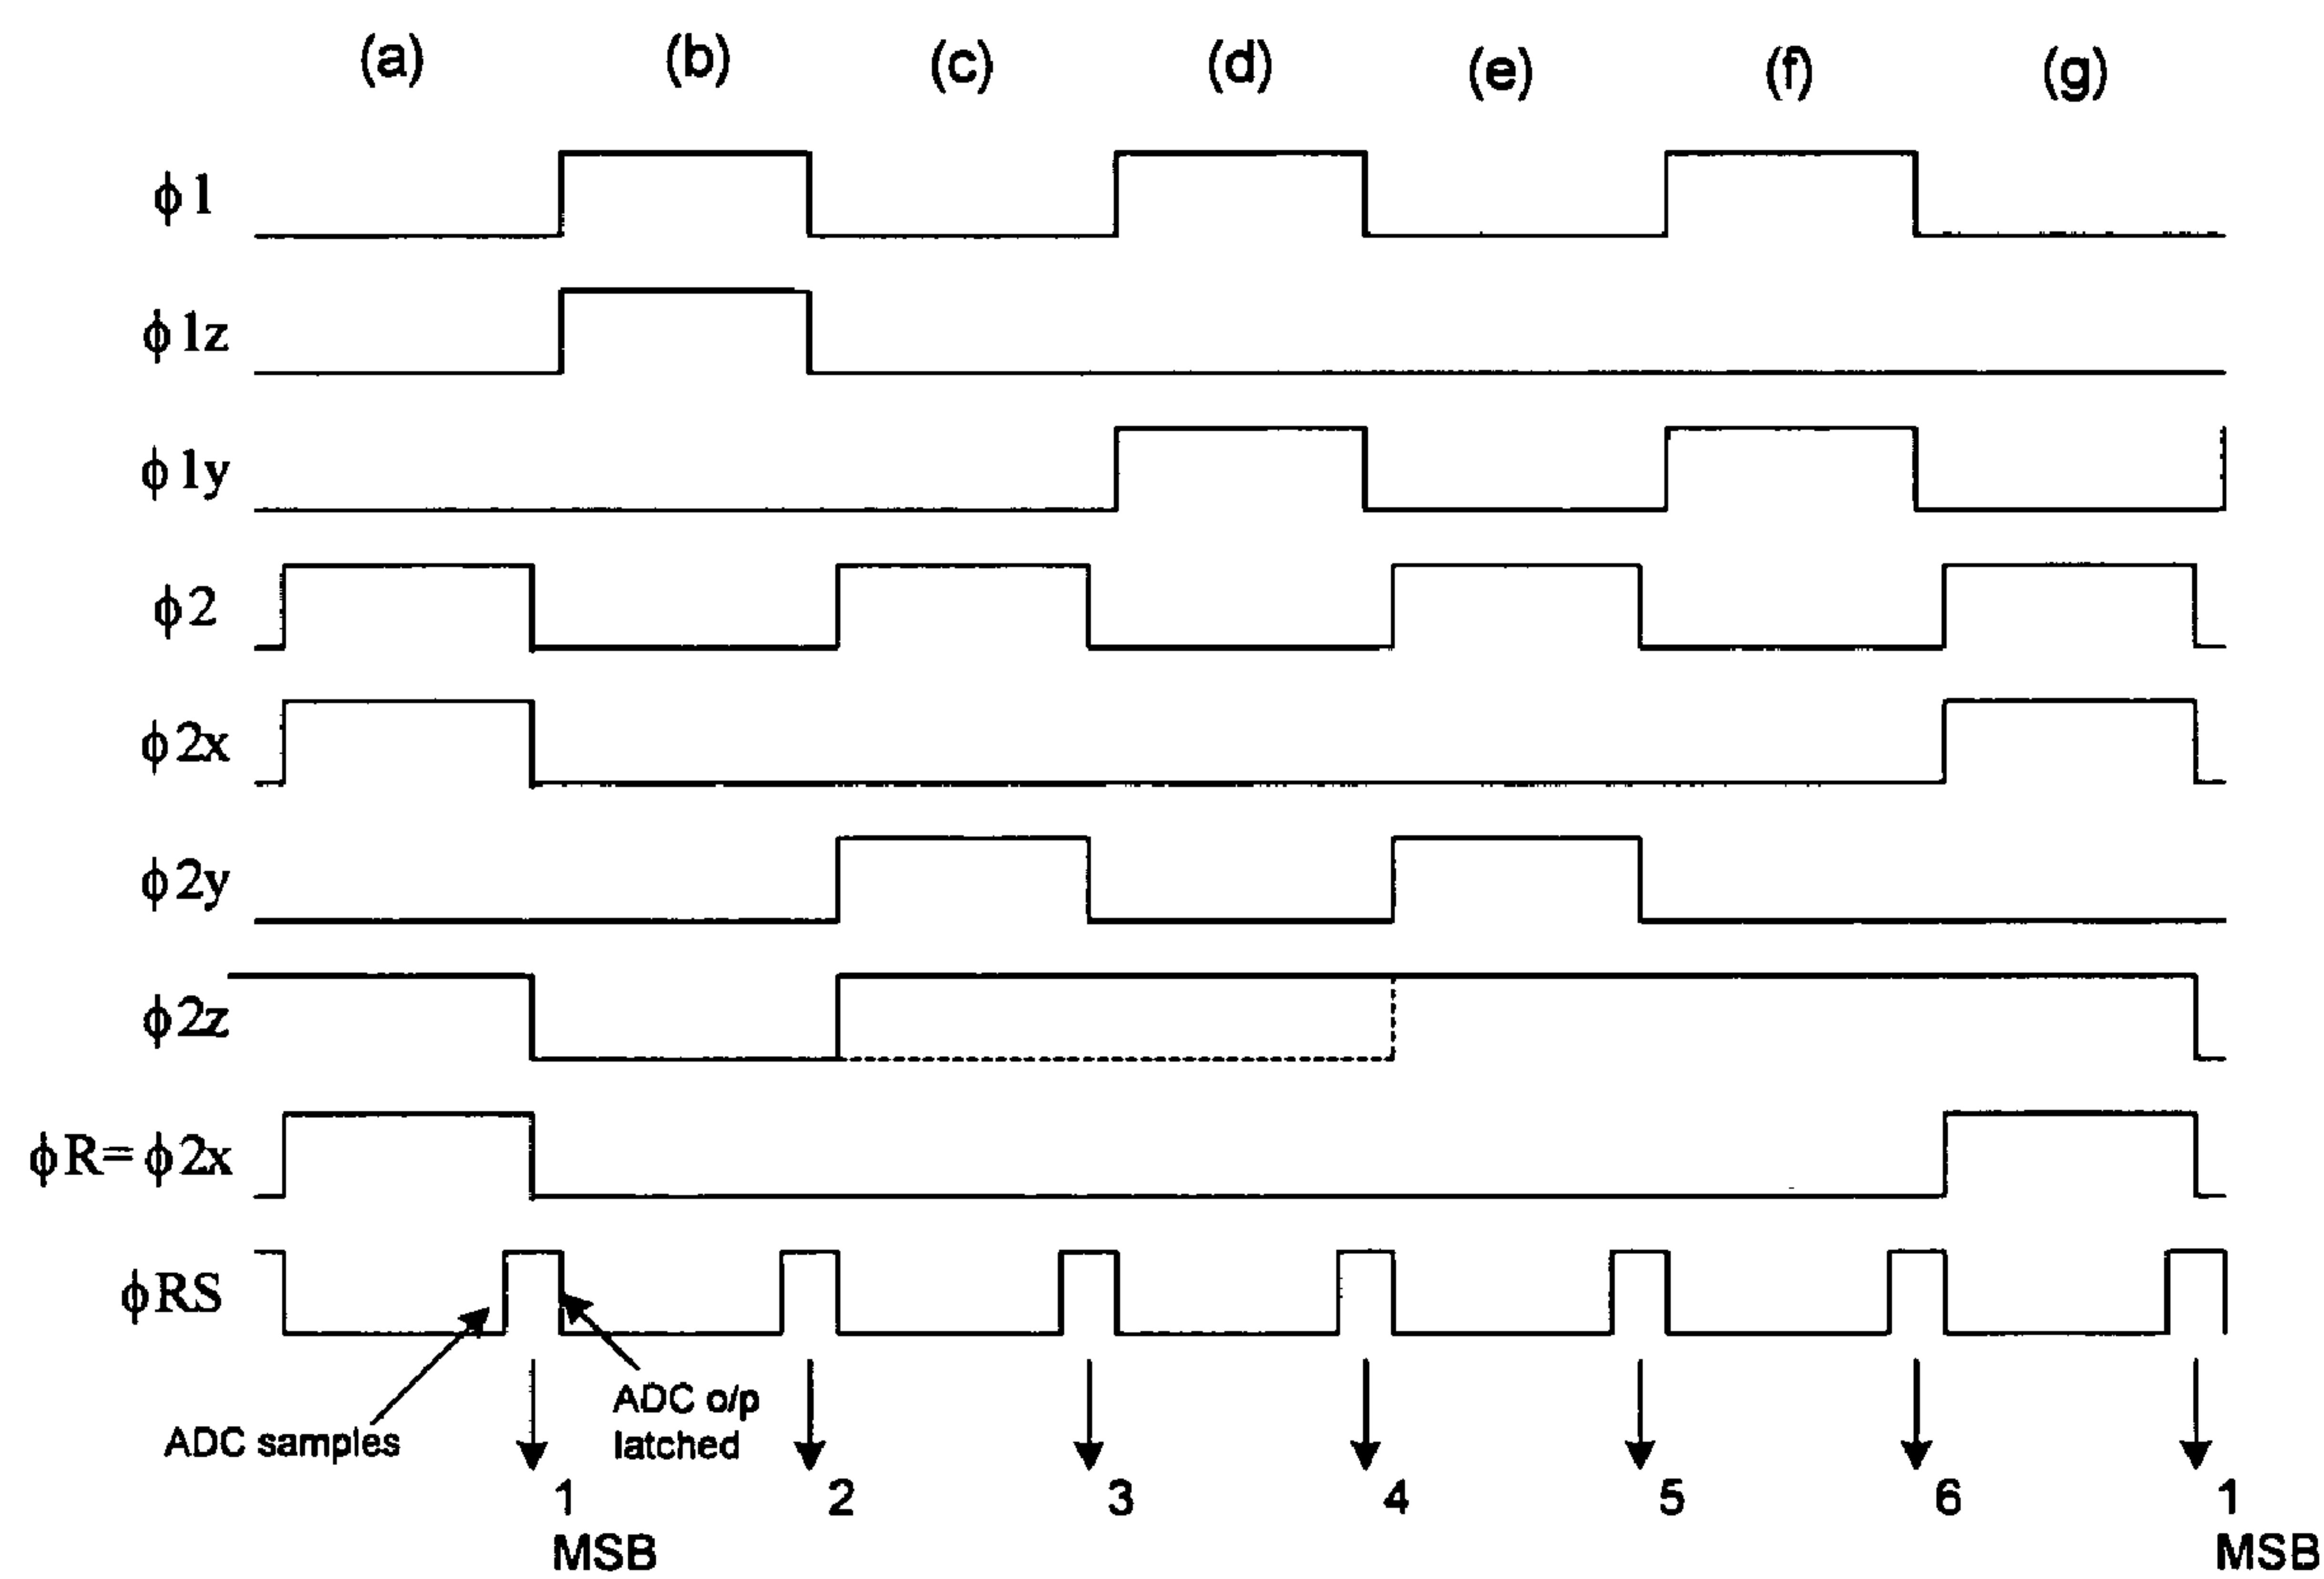 (a) (b) (c) (d) (e) (f) (g)
ϕ1
ϕ1z
ϕ1y
ϕ2
ϕ2x
ϕ2y
ϕ2z
ϕR=ϕ2x
ϕRS
ADC samples
ADC o/p
latched
1 2 3 4 5 6 1
MSB MSB